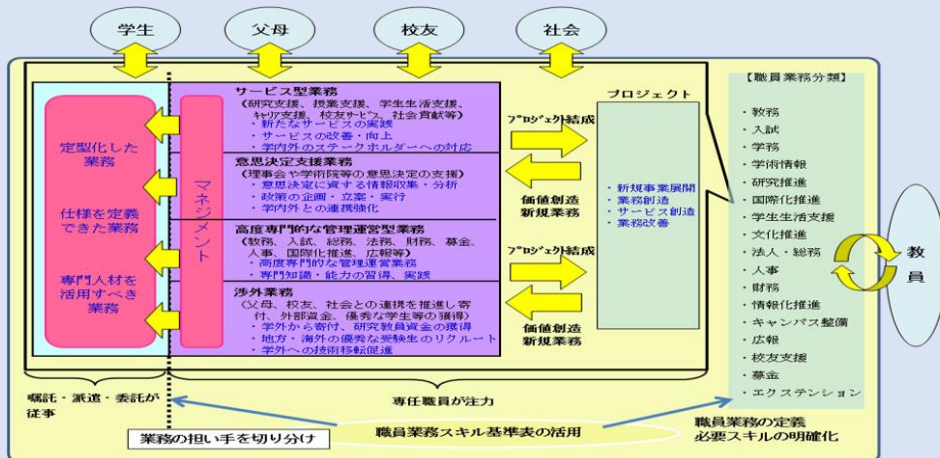 学生
父母
校友
社会
定型化した
業務
仕様を定義
できた業務
専門人材を
活用すべき
業務
マネジメント
サービス型業務
(研究支援、授業支援、学生生活支援、
キャリア支援、校友サービス、社会貢献等)
・新たなサービスの実践
・サービスの改善・向上
・学内外のステークホルダーへの対応
意思決定支援業務
(理事会や学術院等の意思決定の支援)
・意思決定に資する情報収集・分析
・政策の企画・立案・実行
・学内外との連携強化
高度専門的な管理運営型業務
(教務、入試、総務、法務、財務、募金、
人事、国際化推進、広報等)
・高度専門的な管理運営業務
・専門知識・能力の習得、実践
渉外業務
(父母、校友、社会との連携を推進し寄
付、外部資金、優秀な学生等の獲得)
・学外から寄付、研究教員資金の獲得
・地方・海外の優秀な受験生のリクルート
・学外への技術移転促進
プロジェクト結成
価値創造
新規業務
プロジェクト結成
価値創造
新規業務
プロジェクト
・新規事業展開
・業務創造
・サービス創造
・業務改善
【職員業務分類】
・教務
・入試
・学務
・学術情報
・研究推進
・国際化推進
・学生生活支援
・文化推進
・法人・総務
・人事
・財務
・情報化推進
・キャンパス整備
・広報
・校友支援
・募金
・エクステンション
教員
嘱託・派遣・委託が
従事
専任職員が注力
業務の担い手を切り分け
職員業務スキル基準表の活用
職員業務の定義
必要スキルの明確化